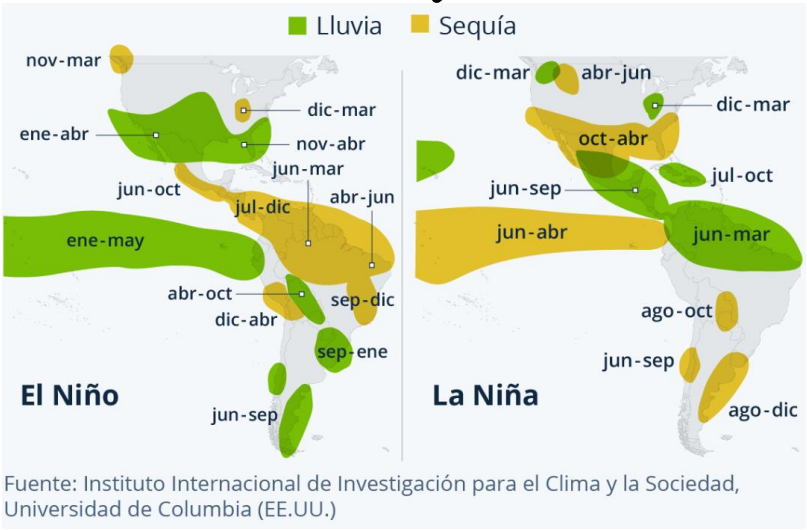 Lluvia Sequía
nov-mar
dic-mar
ene-abr
nov-abr
jun-mar
jun-oct
abr-jun
jul-dic
ene-may
abr-oct
sep-dic
dic-abr
sep-ene
El Niño
jun-sep
dic-mar
abr-jun
dic-mar
oct-abr
jun-sep
jul-oct
jun-abr
jun-mar
ago-oct
jun-sep
La Niña
ago-dic
Fuente: Instituto Internacional de Investigación para el Clima y la Sociedad,
Universidad de Columbia (EE.UU.)